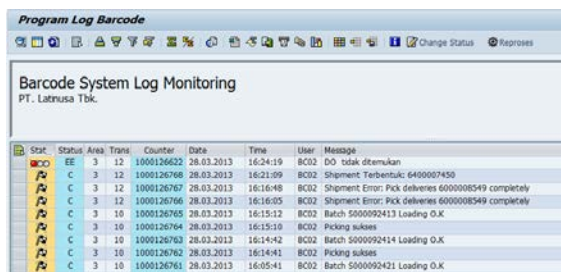 Program Log Barcode
Change Status Reproses
Barcode System Log Monitoring
PT. Latinusa Tbk.
Stat. Status Area Trans Counter Date Time User Message
EE 3 12 1000126622 28.03.2013 16:24:19 BC02 DO tidak ditemukan
C 3 12 1000126768 28.03.2013 16:21:09 BC02 Shipment Terbentuk: 6400007450
C 3 12 1000126767 28.03.2013 16:16:48 BC02 Shipment Error: Pick deliveries 6000008549 completely
C 3 12 1000126766 28.03.2013 16:16:05 BC02 Shipment Error: Pick deliveries 6000008549 completely
C 3 10 1000126765 28.03.2013 16:15:12 BC02 Batch S000092413 Loading O.K
C 3 10 1000126764 28.03.2013 16:15:10 BC02 Picking sukses
C 3 10 1000126763 28.03.2013 16:14:42 BC02 Batch S000092414 Loading O.K
C 3 10 1000126762 28.03.2013 16:14:41 BC02 Picking sukses
C 3 10 1000126761 28.03.2013 16:05:41 BC02 Batch S000092421 Loading O.K